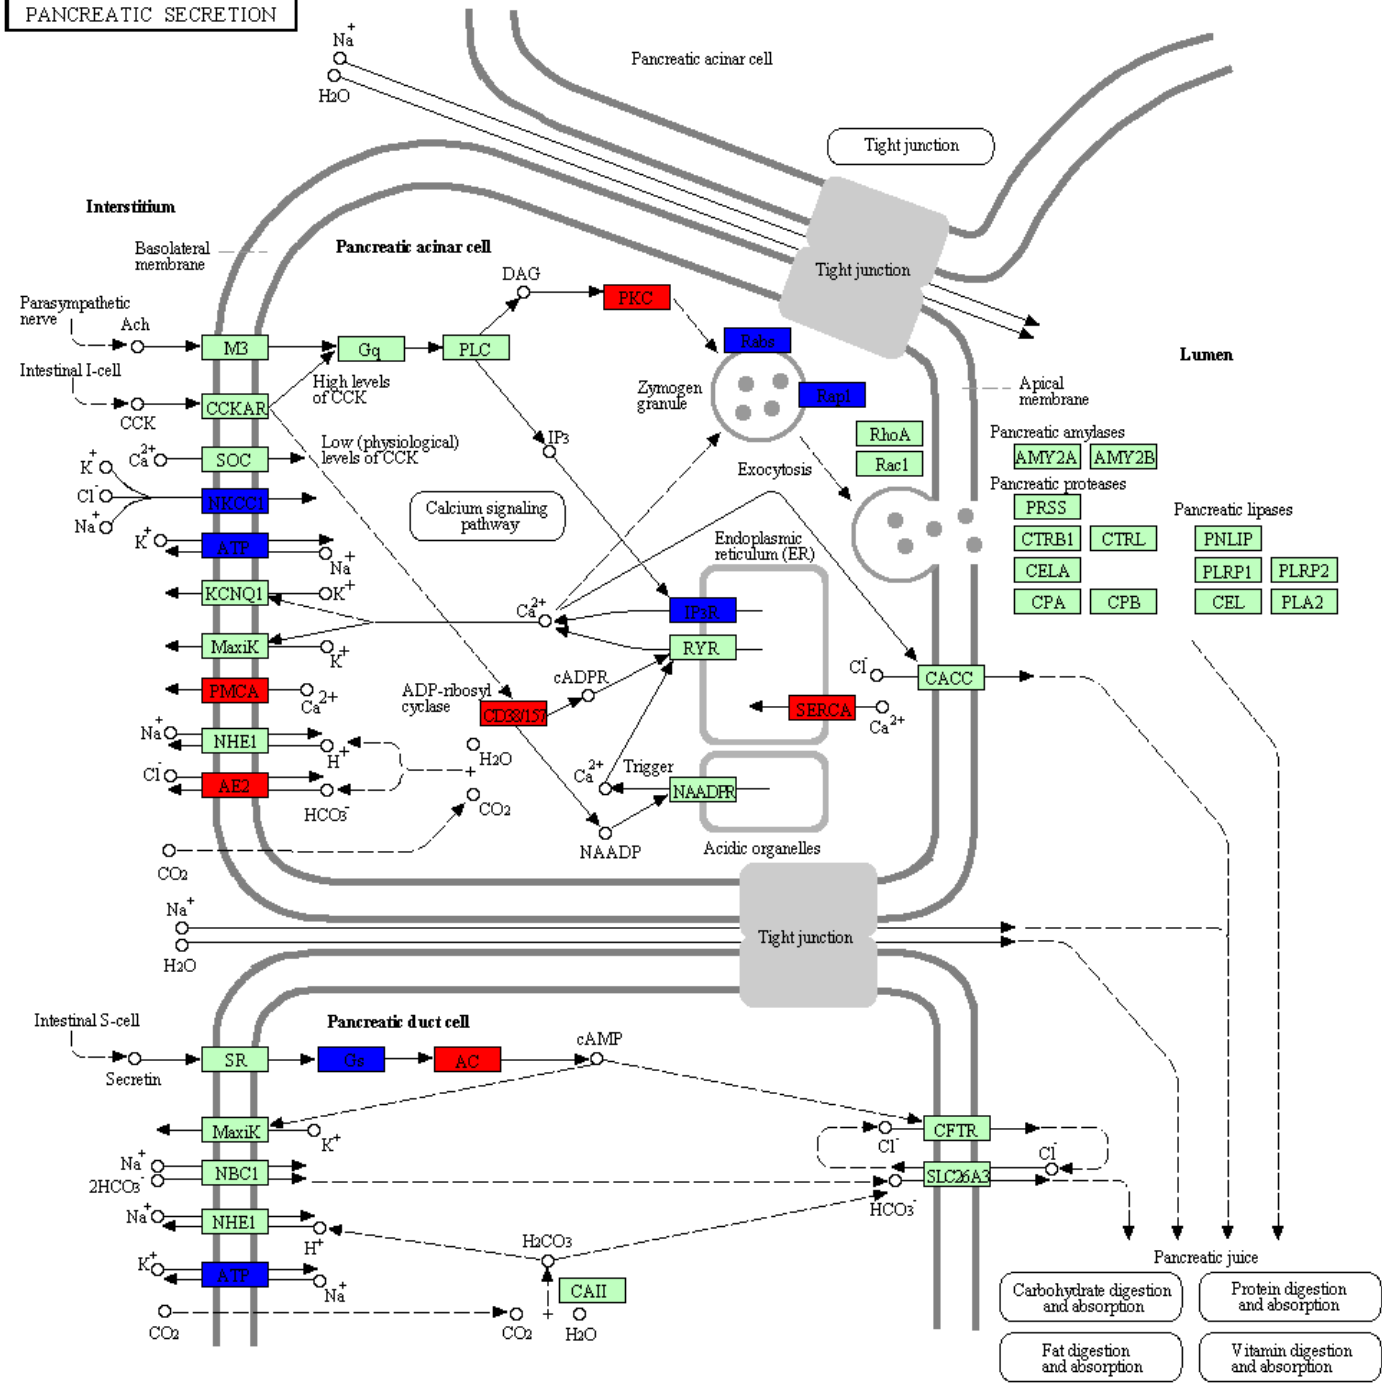 PANCREATIC SECRETION
Na+
H2O
Pancreatic acinar cell
Tight junction
Interstitium
Basolateral
membrane
Pancreatic acinar cell
Tight junction
DAG
PKC
Parasympathetic
nerve
Ach
M3
Gq
PLC
Rabs
Lumen
Intestinal I-cell
CCK
CCKAR
High levels
of CCK
Zymogen
granule
Rap1
Apical
membrane
RhoA
Rac1
IP3
Low (physiological)
levels of CCK
Ca2+
SOC
Exocytosis
Pancreatic amylases
AMY2A
AMY2B
Pancreatic proteases
PRSS
CTRB1
CTRL
CELA
CPA
CPB
Pancreatic lipases
PNLIP
PLRP1
PLRP2
CEL
PLA2
K+
Cl-
Na+
NKCC1
Calcium signaling
pathway
K+
ATP
Na+
Endoplasmic
reticulum (ER)
KCNQ1
K+
Ca2+
IP3R
MaxiK
K+
RYR
PMCA
Ca2+
ADP-ribosyl
cyclase
cADPR
CD38/157
SERCA
Ca2+
Cl-
CACC
Na+
NHE1
H+
H2O
+
Cl-
AE2
HCO3-
CO2
Ca2+
Trigger
NAADPR
NAADP
Acidic organelles
CO2
Na+
H2O
Tight junction
Intestinal S-cell
Pancreatic duct cell
Secretin
SR
Gs
AC
cAMP
MaxiK
K+
CFTR
Cl-
Cl-
Na+
2HCO3-
NBC1
SLC26A3
HCO3-
Na+
NHE1
H+
H2CO3
K+
ATP
Na+
CAII
CO2
CO2
+
H2O
Pancreatic juice
Carbohydrate digestion
and absorption
Protein digestion
and absorption
Fat digestion
and absorption
Vitamin digestion
and absorption